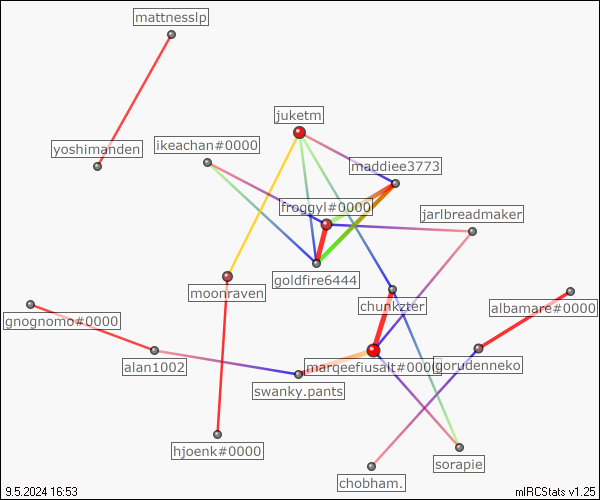 mattnesslp
juketm
yoshimanden
ikeachan#0000
maddiee3773
froggyl#0000
jarlbreadmaker
goldfire6444
moonraven
chunkzter
albamare#0000
gnognomo#0000
alan1002
marqeefiusalt#0000
gorudenneko
swanky.pants
hjoenk#0000
sorapie
chobham.
9.5.2024 16:53
mIRCStats v1.25